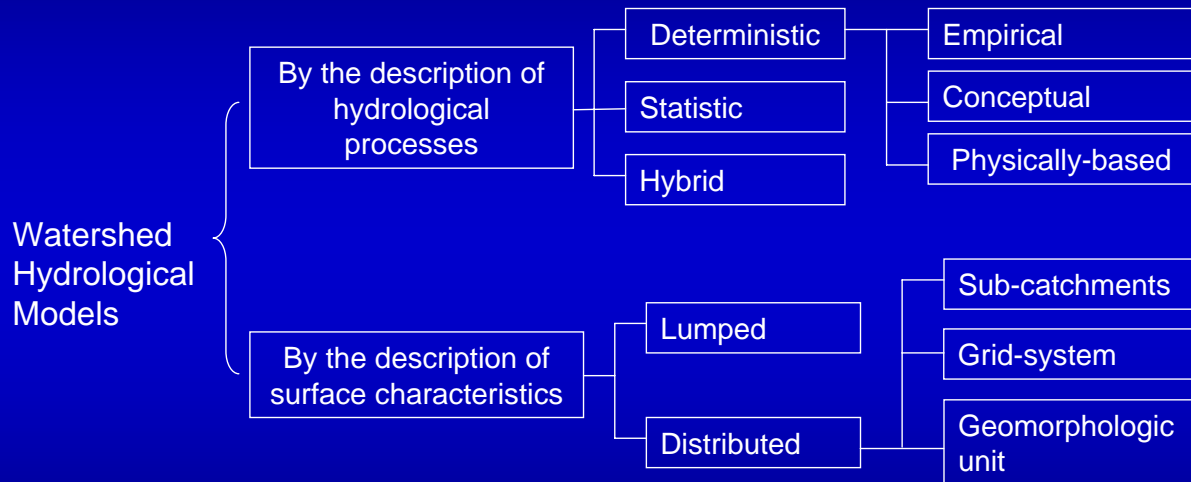 Watershed
Hydrological
Models
By the description of
hydrological
processes
Deterministic
Statistic
Hybrid
Empirical
Conceptual
Physically-based
By the description of
surface characteristics
Lumped
Distributed
Sub-catchments
Grid-system
Geomorphologic
unit